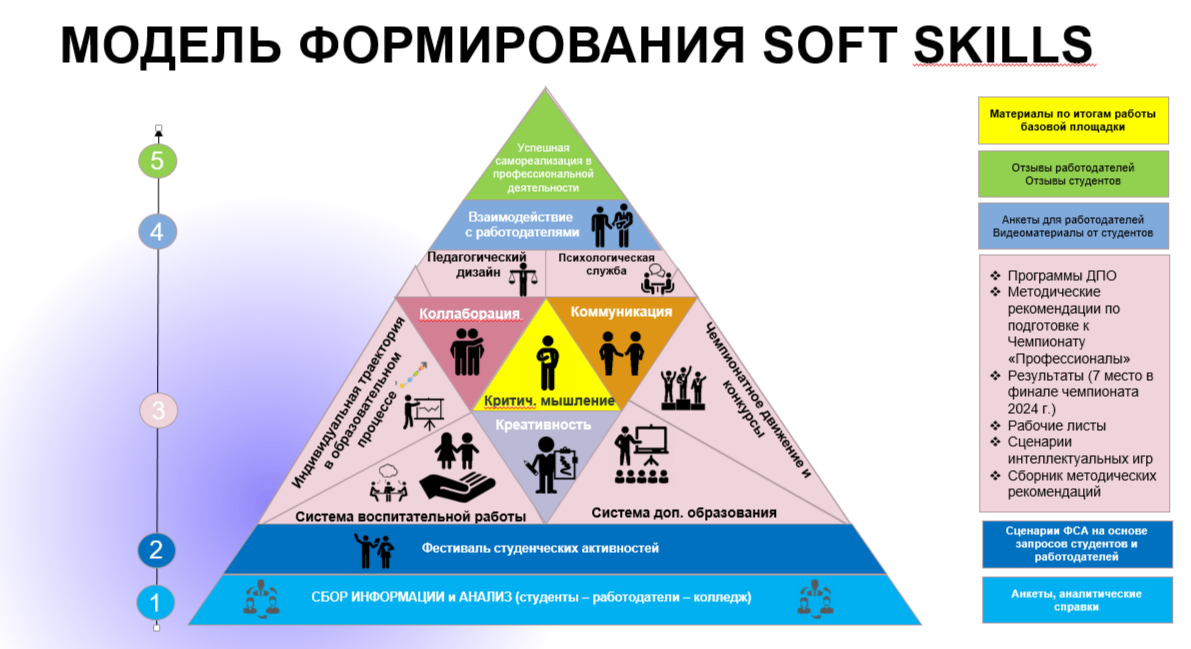 МОДЕЛЬ ФОРМИРОВАНИЯ SOFT SKILLS
5
4
3
2
1
Успешная
самореализация в
профессиональной
деятельности
Взаимодействие
с работодателями
Педагогический
дизайн
Психологическая
служба
Коллаборация
Коммуникация
Критич. мышление
Креативность
Индивидуальная траектория
в образовательном
процессе
Чемпионатное движение и
конкурсы
Система воспитательной работы
Система доп. образования
Фестиваль студенческих активностей
СБОР ИНФОРМАЦИИ и АНАЛИЗ (студенты – работодатели – колледж)
Материалы по итогам работы
базовой площадки
Отзывы работодателей
Отзывы студентов
Анкеты для работодателей
Видеоматериалы от студентов
❖ Программы ДПО
❖ Методические
рекомендации по
подготовке к
Чемпионату
«Профессионалы»
❖ Результаты (7 место в
финале чемпионата
2024 г.)
❖ Рабочие листы
❖ Сценарии
интеллектуальных игр
❖ Сборник методических
рекомендаций
Сценарии ФСА на основе
запросов студентов и
работодателей
Анкеты, аналитические
справки